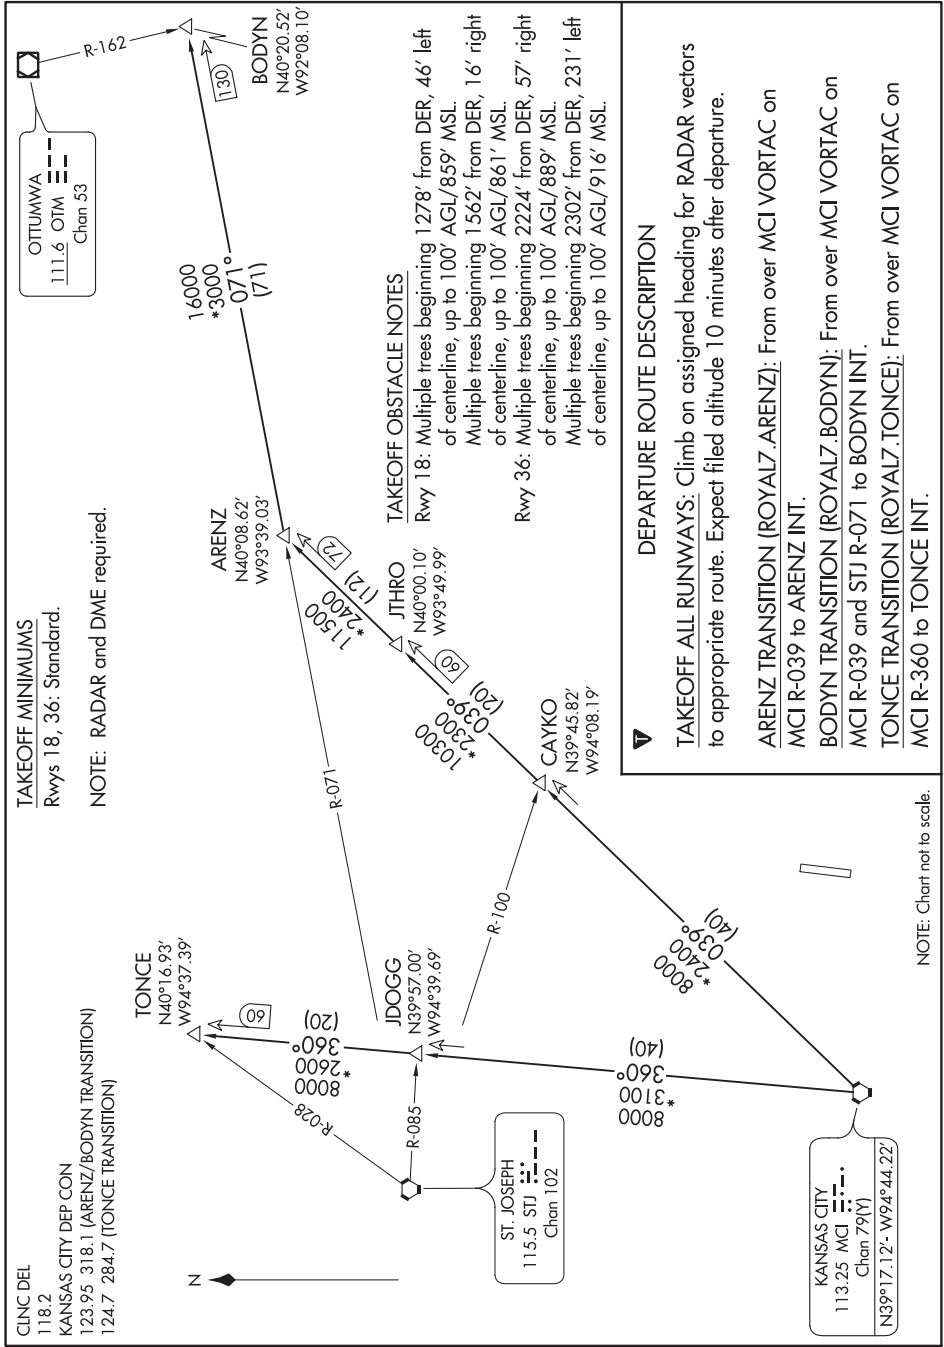 CLNC DEL
118.2
KANSAS CITY DEP CON
123.95 318.1 (ARENZ/BODYN TRANSITION)
124.7 284.7 (TONCE TRANSITION)
TAKEOFF MINIMUMS
Rwys 18, 36: Standard.
NOTE: RADAR and DME required.
OTTUMWA
111.6 OTM
Chan 53
R-162
BODYN
N40°20.52'
W92°08.10'
130
16000
*3000
071°
(71)
ARENZ
N40°08.62'
W93°39.03'
72
11500
*2400
(12)
JTHRO
N40°00.10'
W93°49.99'
60
10300
*2300
039°
(20)
CAYKO
N39°45.82'
W94°08.19'
R-071
R-100
8000
*2400
039°
(40)
TONCE
N40°16.93'
W94°37.39'
60
8000
*2600
360°
(20)
JDOGG
N39°57.00'
W94°39.69'
R-028
R-085
8000
*3100
360°
(40)
N
ST. JOSEPH
115.5 STJ
Chan 102
KANSAS CITY
113.25 MCI
Chan 79(Y)
N39°17.12'- W94°44.22'
TAKEOFF OBSTACLE NOTES
Rwy 18: Multiple trees beginning 1278' from DER, 46' left
of centerline, up to 100' AGL/859' MSL.
Multiple trees beginning 1562' from DER, 16' right
of centerline, up to 100' AGL/861' MSL.
Rwy 36: Multiple trees beginning 2224' from DER, 57' right
of centerline, up to 100' AGL/889' MSL.
Multiple trees beginning 2302' from DER, 231' left
of centerline, up to 100' AGL/916' MSL.
NOTE: Chart not to scale.
T
DEPARTURE ROUTE DESCRIPTION
TAKEOFF ALL RUNWAYS: Climb on assigned heading for RADAR vectors
to appropriate route. Expect filed altitude 10 minutes after departure.
ARENZ TRANSITION (ROYAL7.ARENZ): From over MCI VORTAC on
MCI R-039 to ARENZ INT.
BODYN TRANSITION (ROYAL7.BODYN): From over MCI VORTAC on
MCI R-039 and STJ R-071 to BODYN INT.
TONCE TRANSITION (ROYAL7.TONCE): From over MCI VORTAC on
MCI R-360 to TONCE INT.